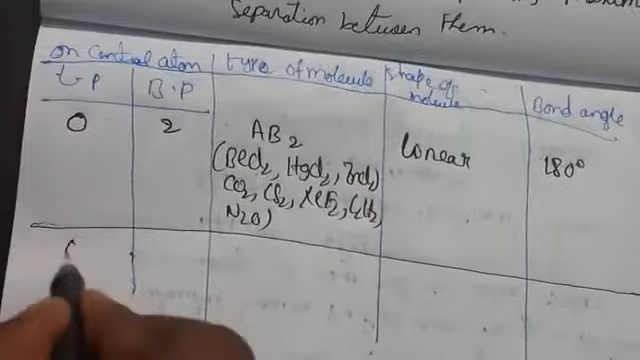 Separation between them.
on central atom type of molecule shape of molecule Bond angle
l.p B.p
0 2 AB2 Linear 180°
(BeCl2, HgCl2, ZnCl2
CO2, CS2, XeF2, C2H2,
N2O)